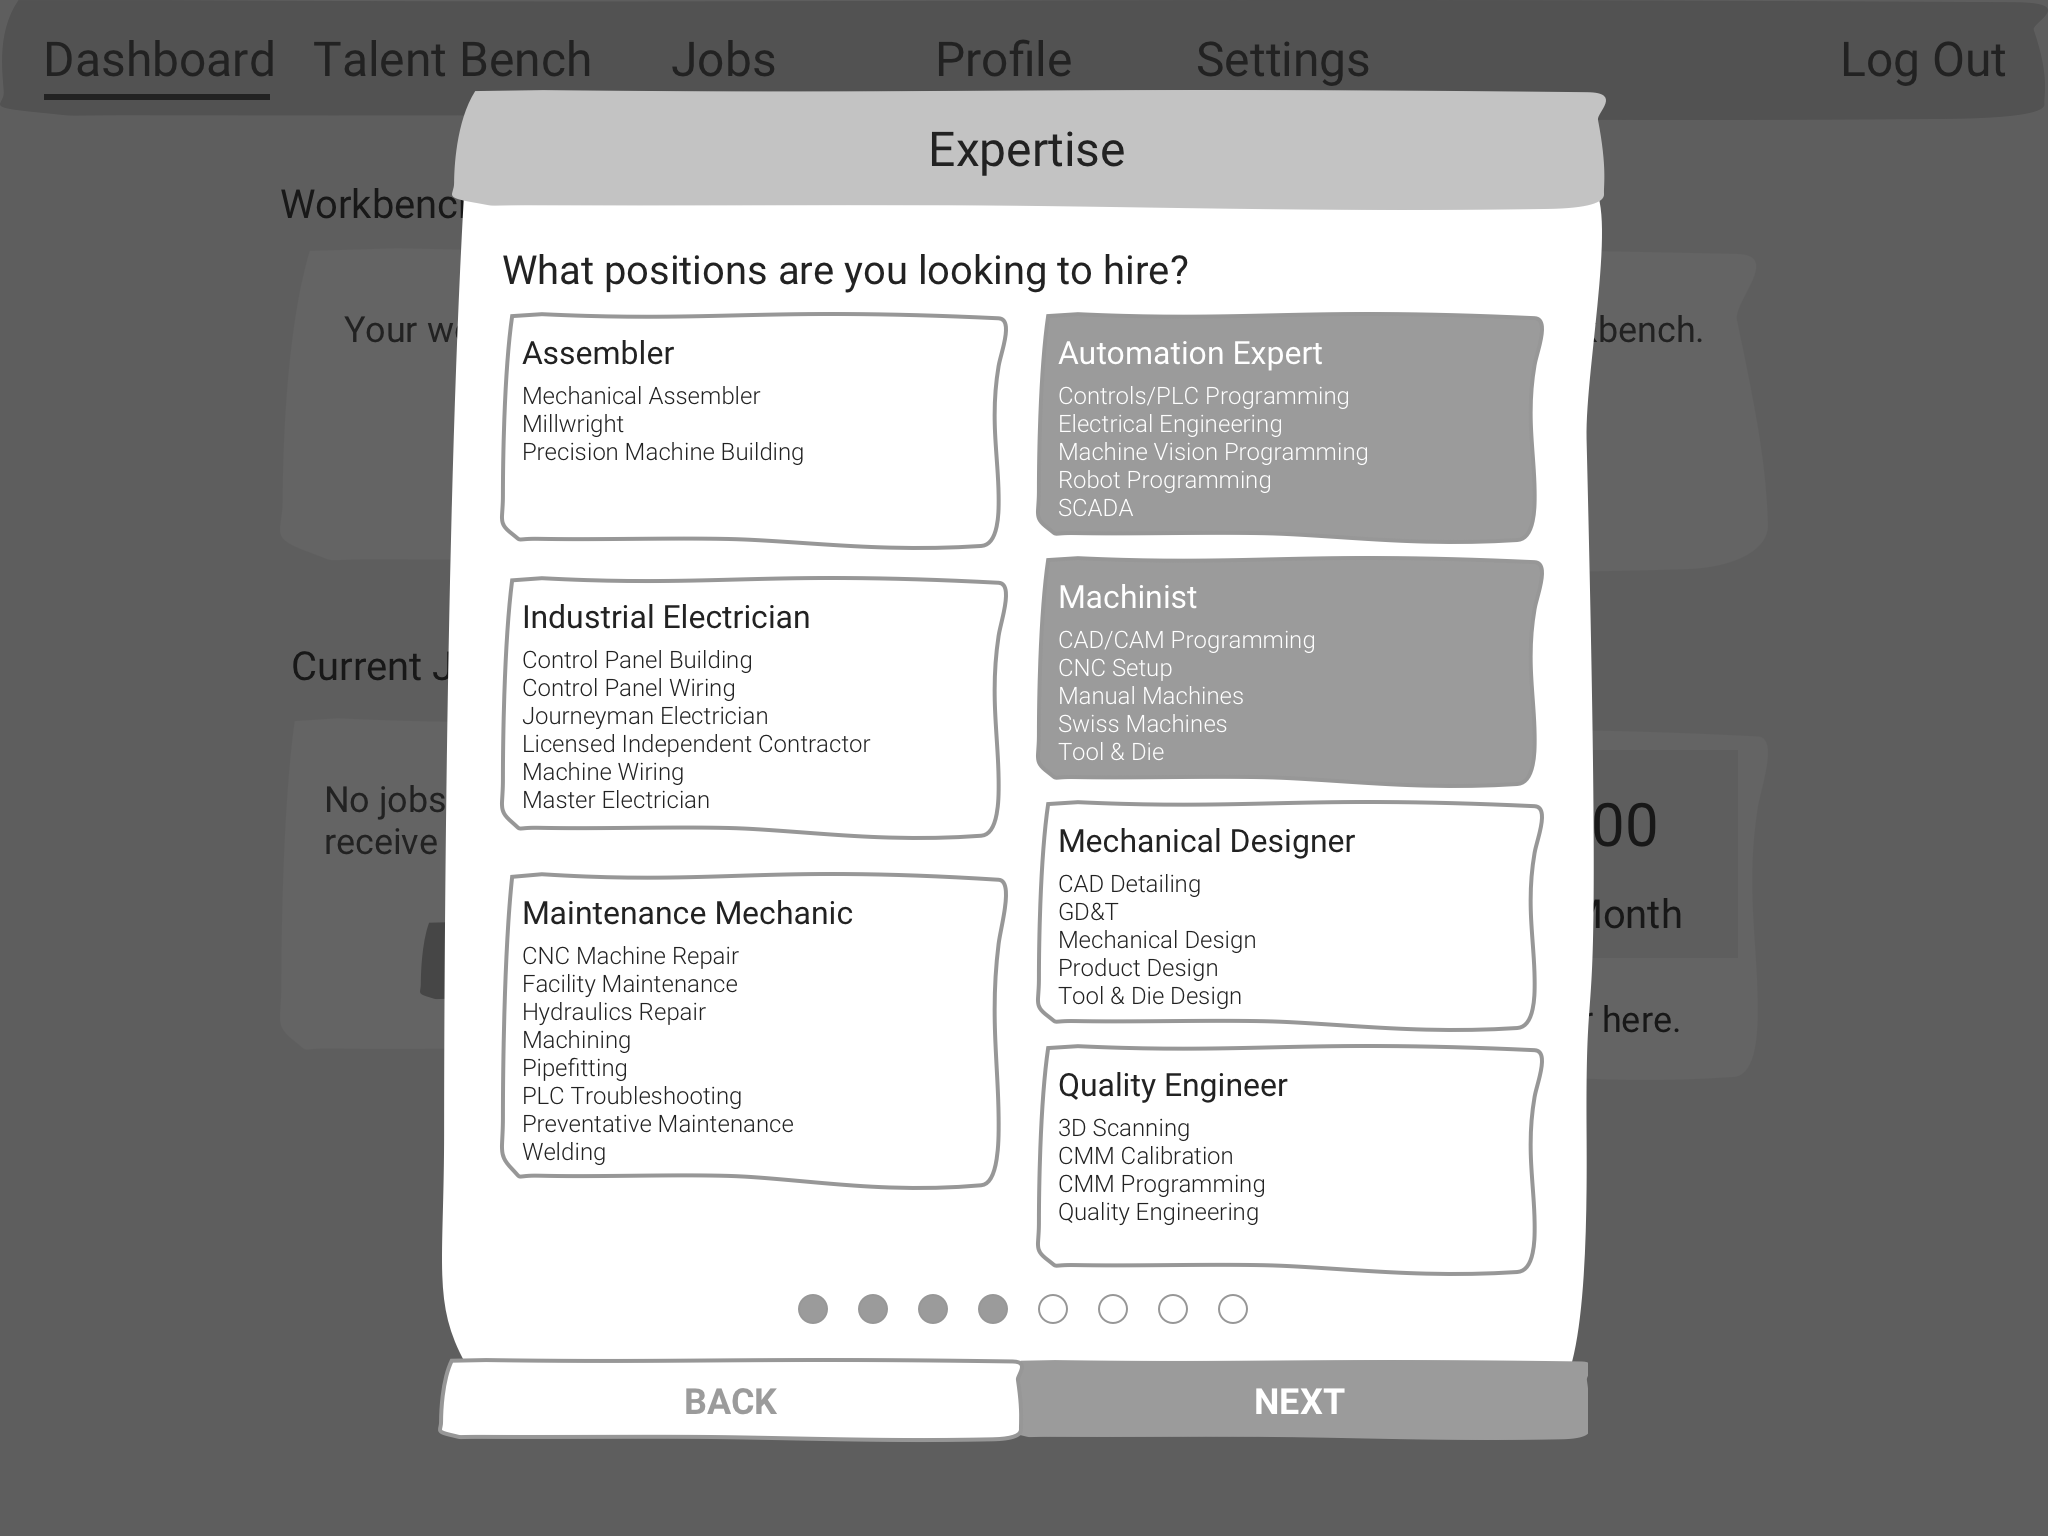 Dashboard Talent Bench Jobs Profile Settings Log Out
Expertise
What positions are you looking to hire?
Assembler
Mechanical Assembler
Millwright
Precision Machine Building
Industrial Electrician
Control Panel Building
Control Panel Wiring
Journeyman Electrician
Licensed Independent Contractor
Machine Wiring
Master Electrician
Maintenance Mechanic
CNC Machine Repair
Facility Maintenance
Hydraulics Repair
Machining
Pipefitting
PLC Troubleshooting
Preventative Maintenance
Welding
Automation Expert
Controls/PLC Programming
Electrical Engineering
Machine Vision Programming
Robot Programming
SCADA
Machinist
CAD/CAM Programming
CNC Setup
Manual Machines
Swiss Machines
Tool & Die
Mechanical Designer
CAD Detailing
GD&T
Mechanical Design
Product Design
Tool & Die Design
Quality Engineer
3D Scanning
CMM Calibration
CMM Programming
Quality Engineering
BACK NEXT
Your
Current
No jobs
receive
00
here.